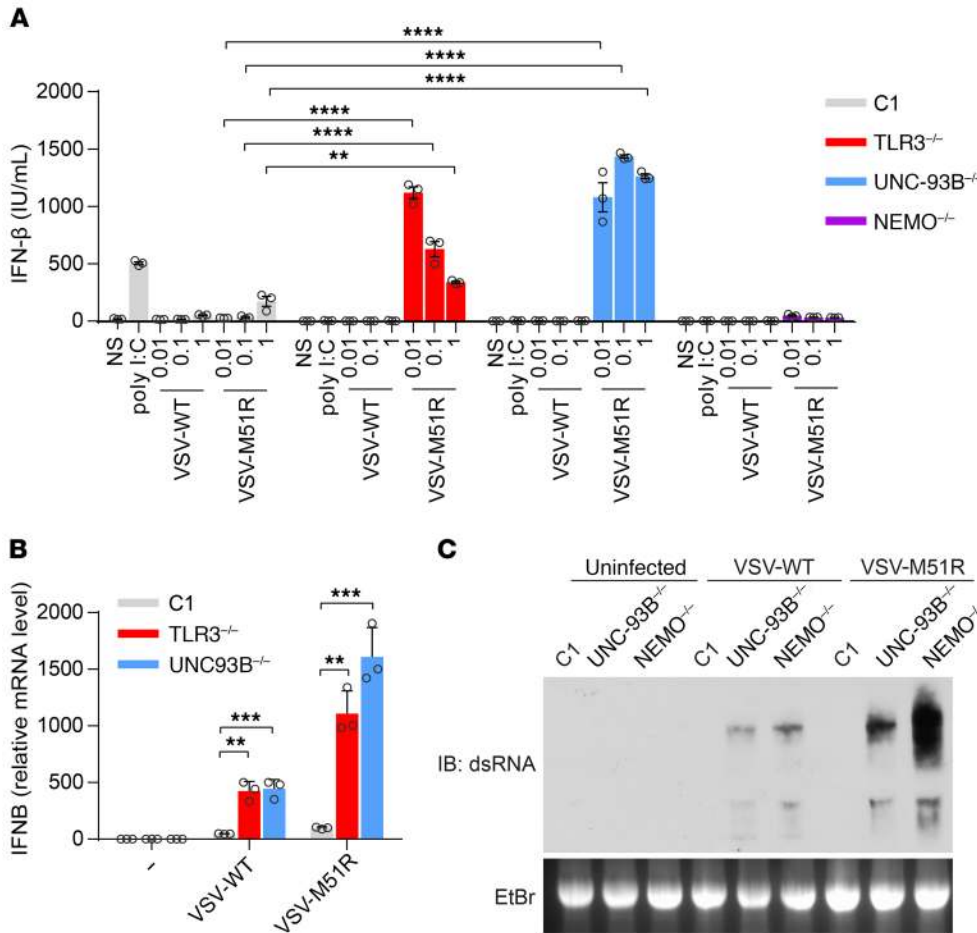 A
****
****
****
****
****
**
2000
1500
1000
500
0
IFN-β (IU/mL)
C1
TLR3–/–
UNC-93B–/–
NEMO–/–
NS poly I:C 0.01 0.1 1 0.01 0.1 1 NS poly I:C 0.01 0.1 1 0.01 0.1 1 NS poly I:C 0.01 0.1 1 0.01 0.1 1 NS poly I:C 0.01 0.1 1 0.01 0.1 1
VSV-WT VSV-M51R VSV-WT VSV-M51R VSV-WT VSV-M51R VSV-WT VSV-M51R
B
C1
TLR3–/–
UNC93B–/–
2000
1500
1000
500
0
IFNB (relative mRNA level)
***
**
***
**
– VSV-WT VSV-M51R
C
Uninfected VSV-WT VSV-M51R
C1 UNC-93B–/– NEMO–/– C1 UNC-93B–/– NEMO–/– C1 UNC-93B–/– NEMO–/–
IB: dsRNA
EtBr